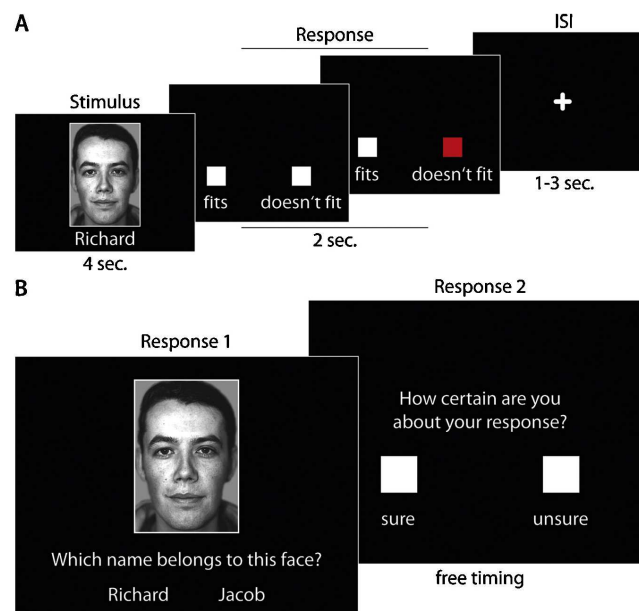 A
Response
ISI
Stimulus
Richard
4 sec.
fits doesn't fit
fits doesn't fit
2 sec.
1-3 sec.
B
Response 1
Response 2
Which name belongs to this face?
Richard Jacob
How certain are you
about your response?
sure unsure
free timing